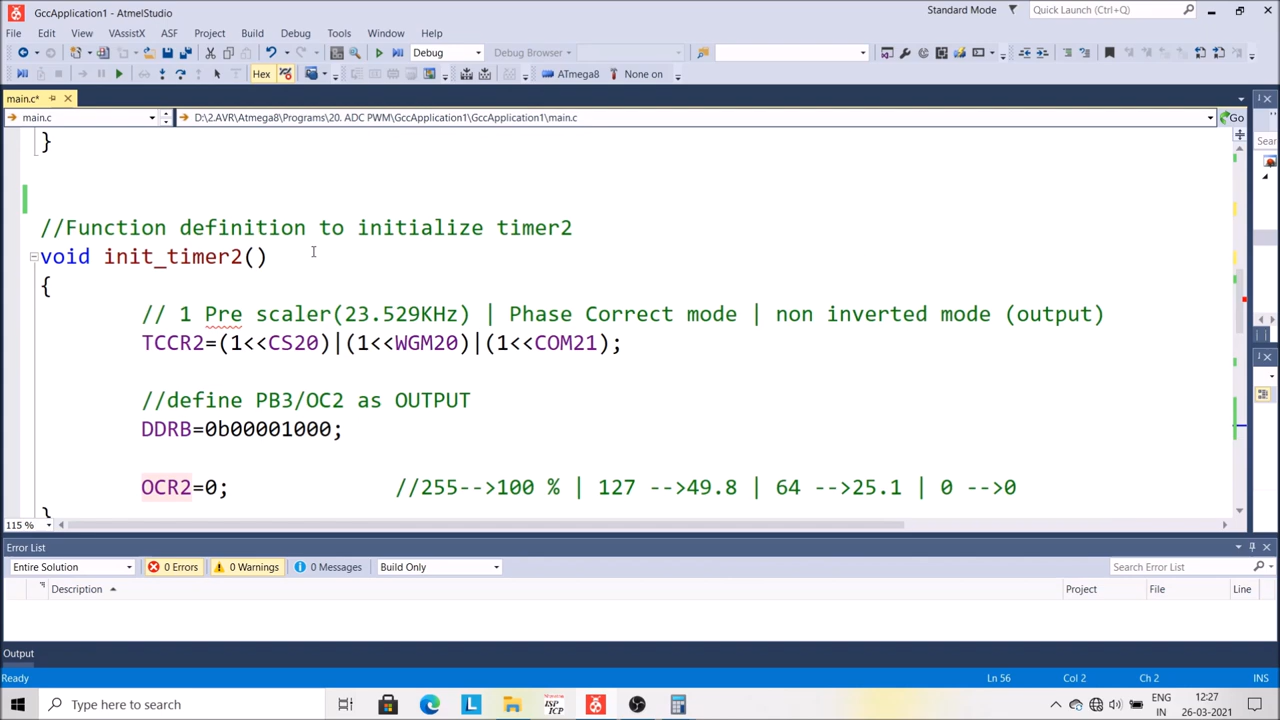 GccApplication1 - AtmelStudio
Standard Mode
Quick Launch (Ctrl+Q)
File Edit View VAssistX ASF Project Build Debug Tools Window Help
Debug
Debug Browser
Hex
ATmega8
None on
main.c*
main.c
D:\2.AVR\Atmega8\Programs\20. ADC PWM\GccApplication1\GccApplication1\main.c
Go
}
Sear
//Function definition to initialize timer2
void init_timer2()
{
// 1 Pre scaler(23.529KHz) | Phase Correct mode | non inverted mode (output)
TCCR2=(1<<CS20)|(1<<WGM20)|(1<<COM21);
//define PB3/OC2 as OUTPUT
DDRB=0b00001000;
OCR2=0; //255-->100 % | 127 -->49.8 | 64 -->25.1 | 0 -->0
}
115 %
Error List
Entire Solution
0 Errors
0 Warnings
0 Messages
Build Only
Search Error List
Description Project File Line
Output
Ready
Ln 56 Col 2 Ch 2 INS
Type here to search
ISP
ICP
ENG
IN
12:27
26-03-2021